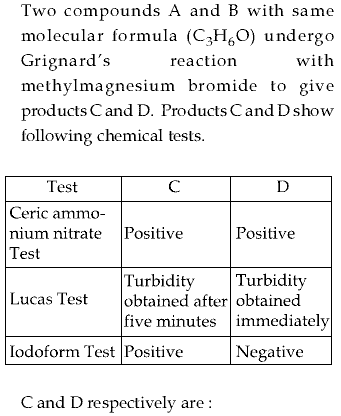 Two compounds A and B with same
molecular formula (C₃H₆O) undergo
Grignard's reaction with
methylmagnesium bromide to give
products C and D. Products C and D show
following chemical tests.
Test C D
Ceric ammo-
nium nitrate Positive Positive
Test
Turbidity Turbidity
Lucas Test obtained after obtained
five minutes immediately
Iodoform Test Positive Negative
C and D respectively are :